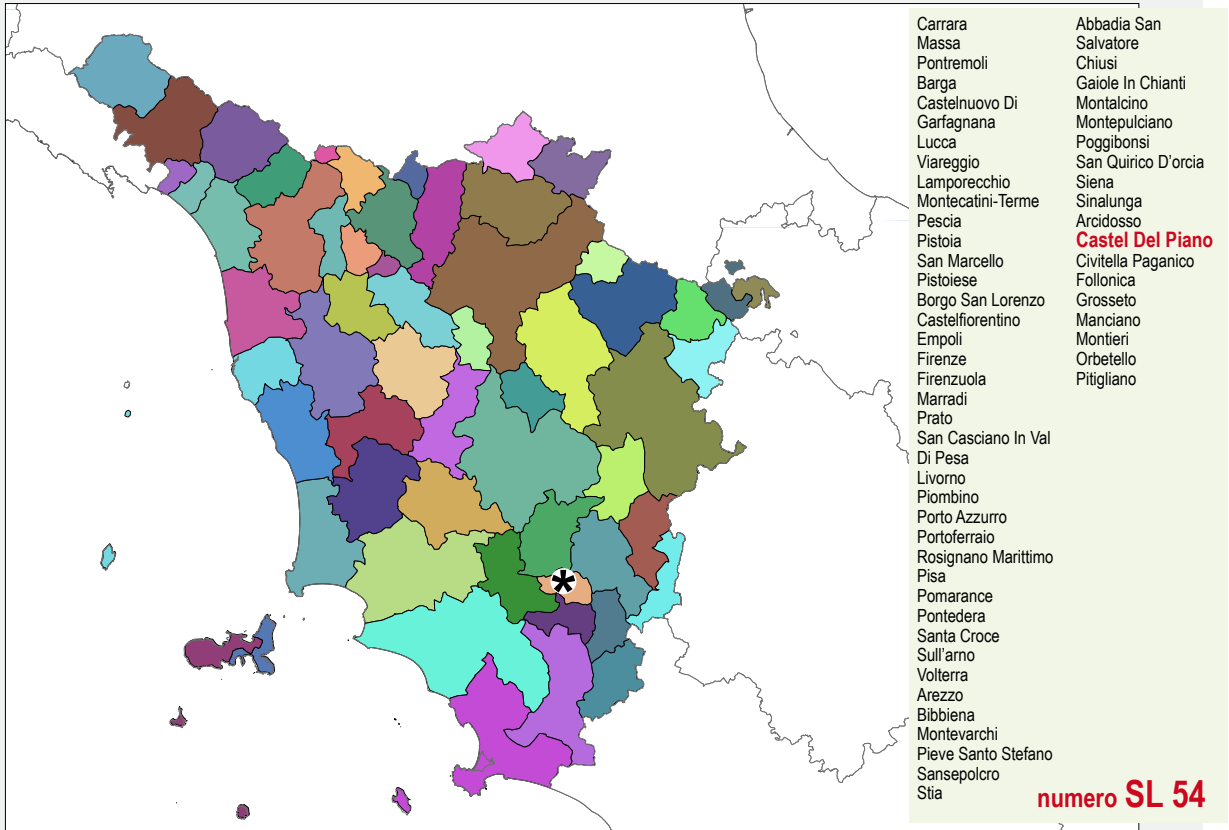 Carrara
Massa
Pontremoli
Barga
Castelnuovo Di
Garfagnana
Lucca
Viareggio
Lamporecchio
Montecatini-Terme
Pescia
Pistoia
San Marcello
Pistoiese
Borgo San Lorenzo
Castelfiorentino
Empoli
Firenze
Firenzuola
Marradi
Prato
San Casciano In Val
Di Pesa
Livorno
Piombino
Porto Azzurro
Portoferraio
Rosignano Marittimo
Pisa
Pomarance
Pontedera
Santa Croce
Sull'arno
Volterra
Arezzo
Bibbiena
Montevarchi
Pieve Santo Stefano
Sansepolcro
Stia
Abbadia San
Salvatore
Chiusi
Gaiole In Chianti
Montalcino
Montepulciano
Poggibonsi
San Quirico D'orcia
Siena
Sinalunga
Arcidosso
Castel Del Piano
Civitella Paganico
Follonica
Grosseto
Manciano
Montieri
Orbetello
Pitigliano
numero SL 54
*